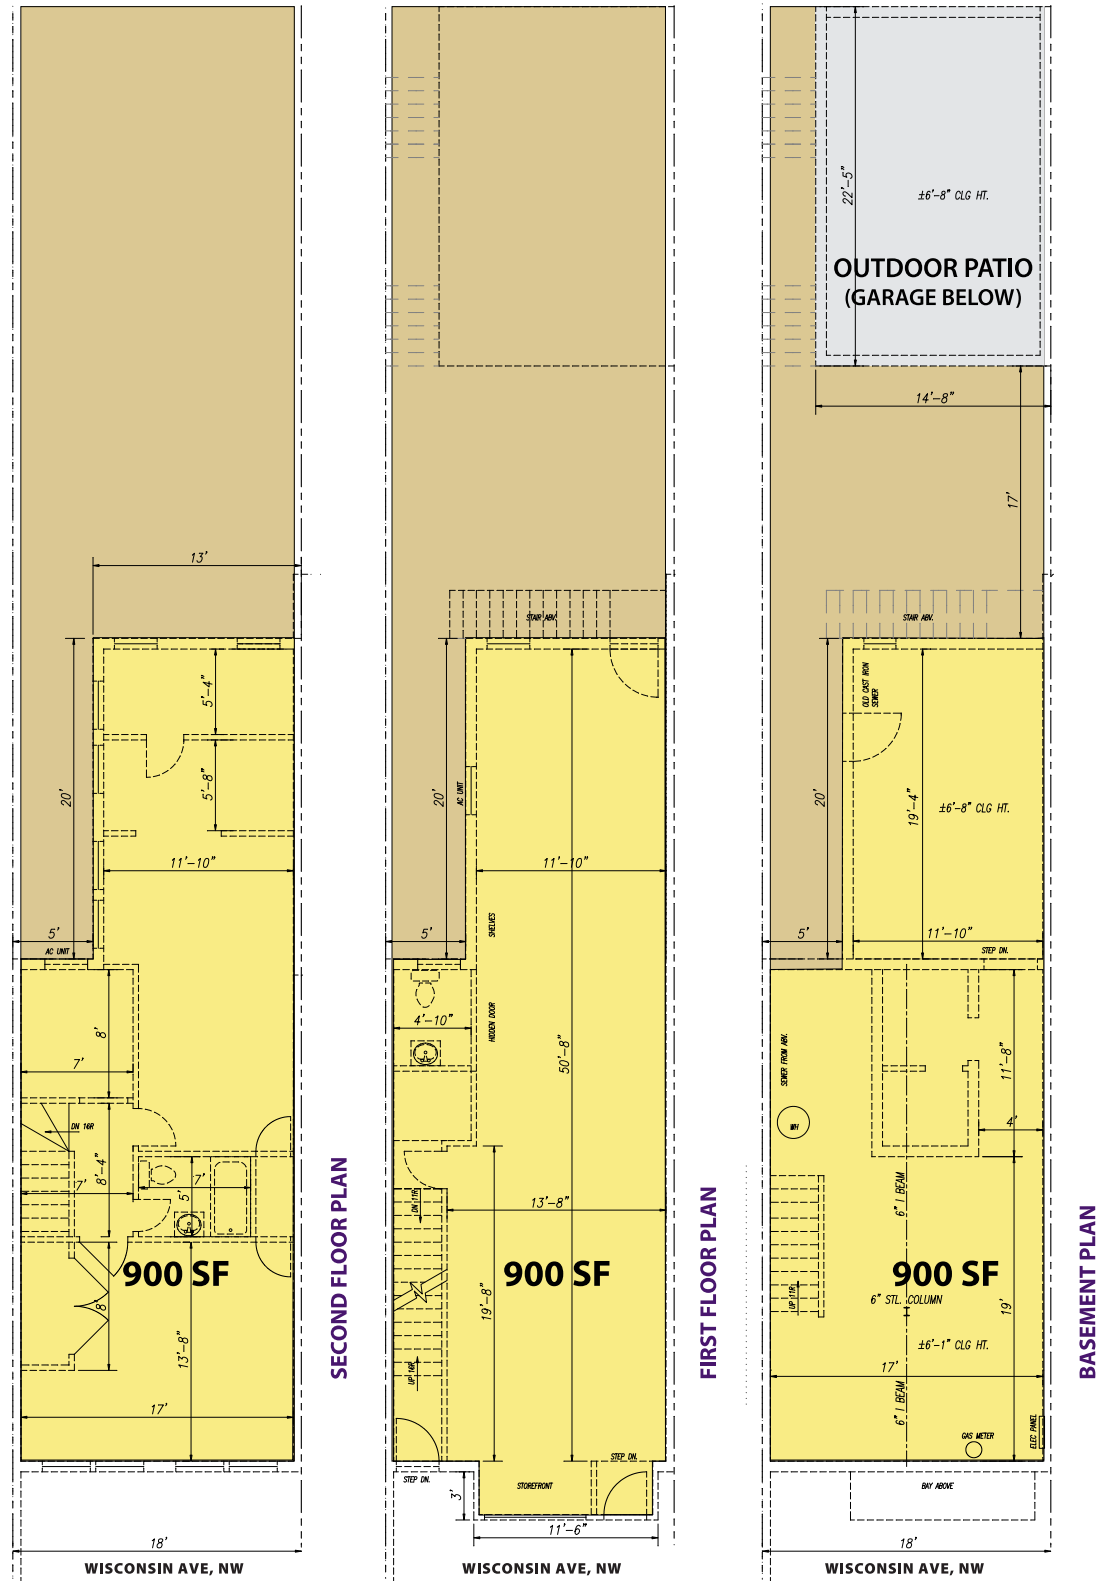 13'
20'
5'-4"
5'-8"
11'-10"
5'
AC UNIT
8'
7'
DN 16R
8'-4"
7'
5'
7'
900 SF
8'
13'-8"
17'
18'
WISCONSIN AVE, NW
SECOND FLOOR PLAN
STAIR ABV.
20'
AC UNIT
11'-10"
5'
SHELVES
HIDDEN DOOR
4'-10"
50'-8"
DN 11R
13'-8"
900 SF
19'-8"
UP 16R
STEP DN.
STEP DN.
STOREFRONT
3'
11'-6"
WISCONSIN AVE, NW
FIRST FLOOR PLAN
22'-5"
±6'-8" CLG HT.
OUTDOOR PATIO
(GARAGE BELOW)
14'-8"
17'
STAIR ABV.
OLD CAST IRON
SEWER
20'
19'-4"
±6'-8" CLG HT.
5'
11'-10"
STEP DN.
SEWER FROM ABV.
11'-8"
WH
4'
6" I BEAM
900 SF
UP 11R
6" STL. COLUMN
19'
±6'-1" CLG HT.
17'
6" I BEAM
GAS METER
ELEC PANEL
BAY ABOVE
18'
WISCONSIN AVE, NW
BASEMENT PLAN